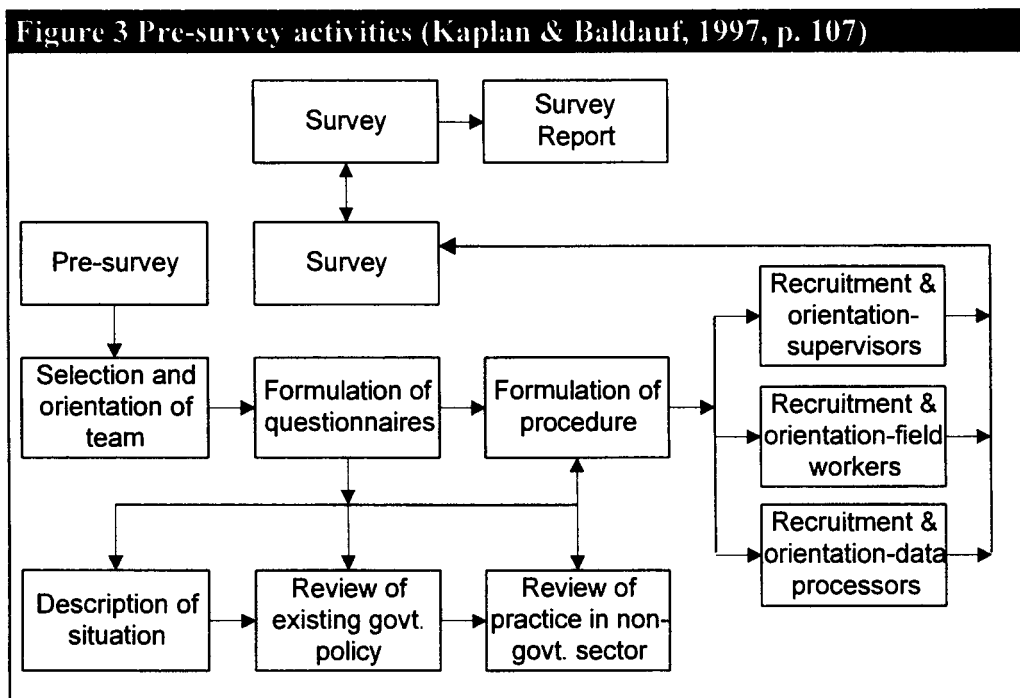 Figure 3 Pre-survey activities (Kaplan & Baldauf, 1997, p. 107)
Survey
Survey
Report
Pre-survey
Survey
Recruitment &
orientation-
supervisors
Selection and
orientation of
team
Formulation of
questionnaires
Formulation of
procedure
Recruitment &
orientation-field
workers
Recruitment &
orientation-data
processors
Description of
situation
Review of
existing govt.
policy
Review of
practice in non-
govt. sector